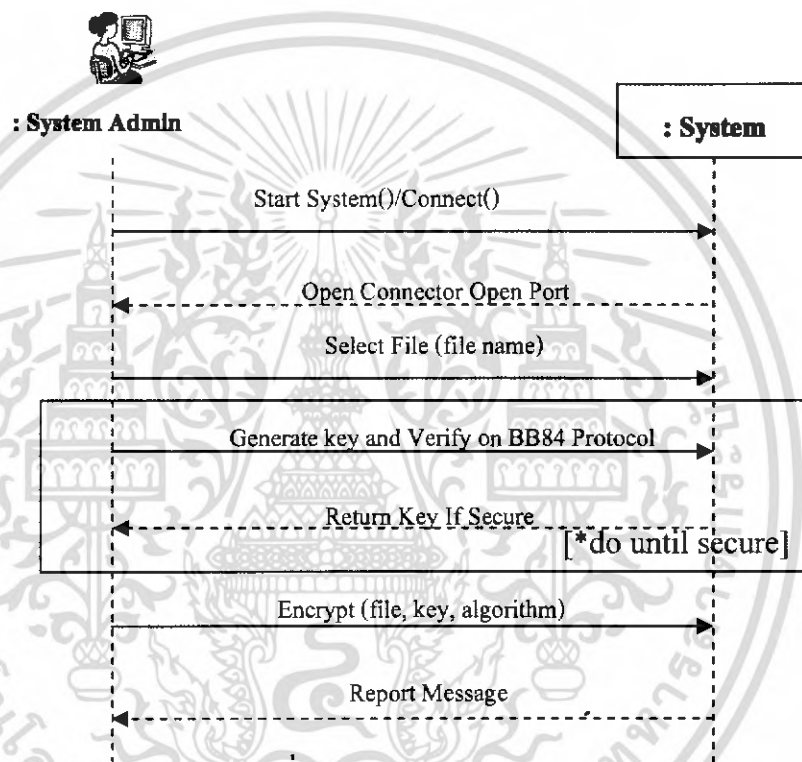 : System Admin
: System
Start System()/Connect()
Open Connector Open Port
Select File (file name)
Generate key and Verify on BB84 Protocol
Return Key If Secure
[*do until secure]
Encrypt (file, key, algorithm)
Report Message